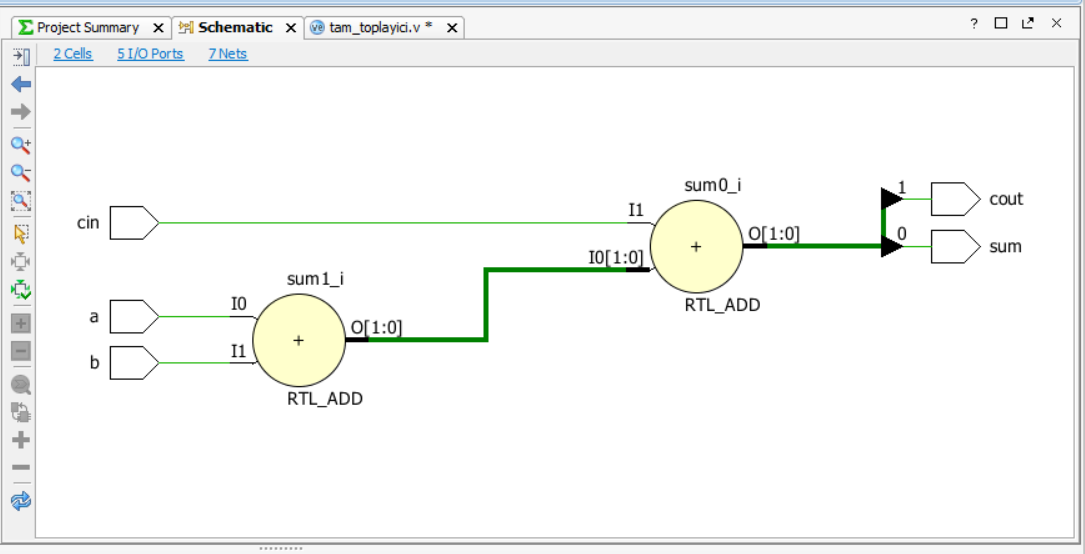 Project Summary × Schematic × tam_toplayici.v * ×
? 
2 Cells 5 I/O Ports 7 Nets
sum0_i
1
cin
I1
cout
O[1:0]
0
+
sum
I0[1:0]
sum1_i
RTL_ADD
a
I0
O[1:0]
+
b
I1
RTL_ADD